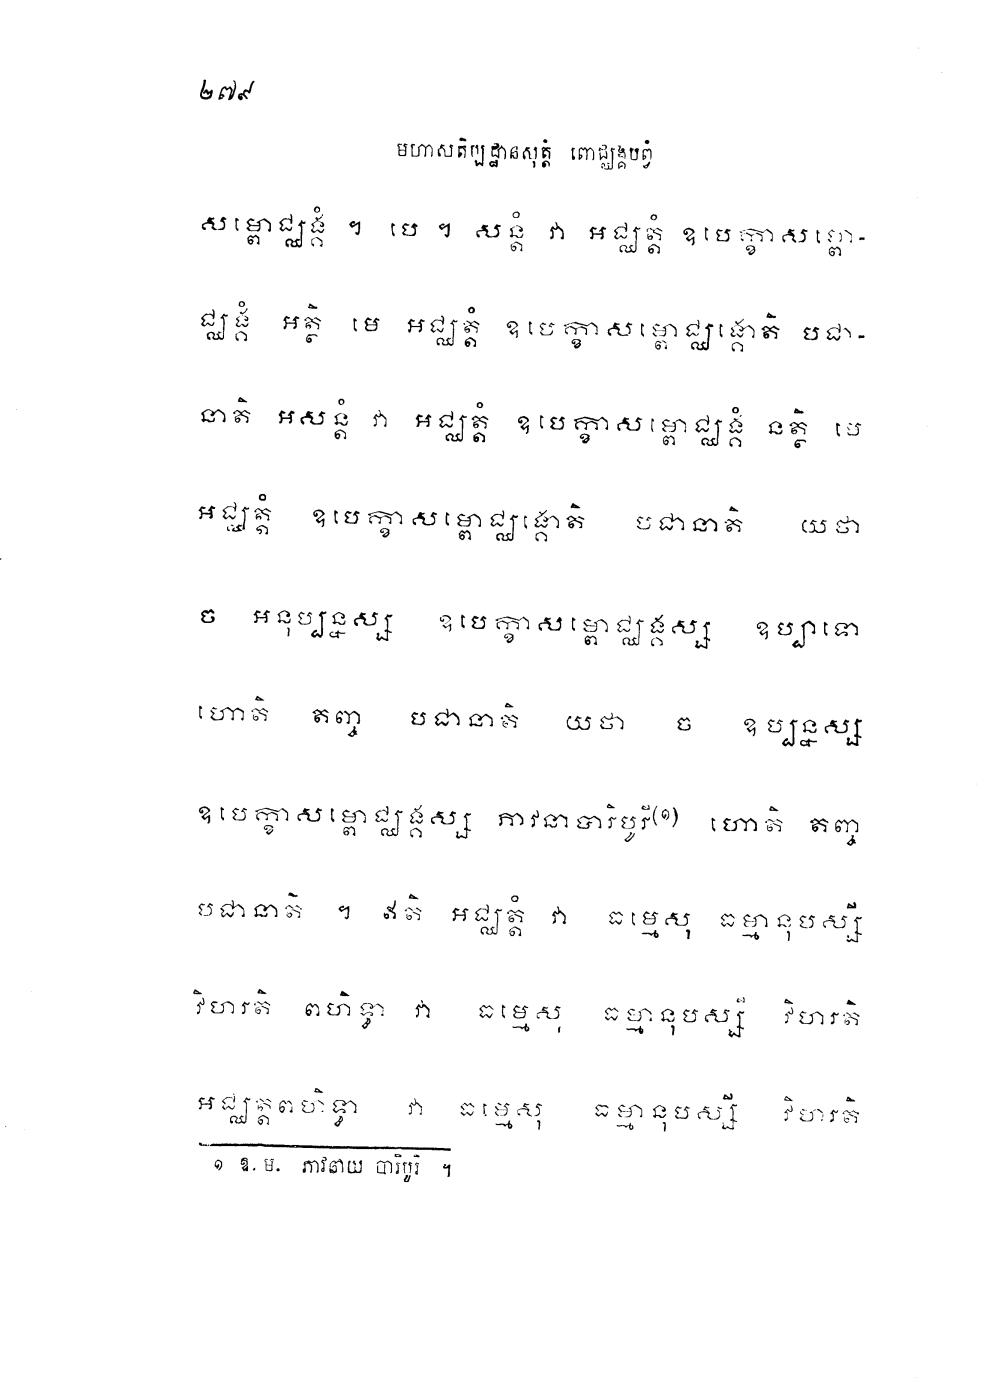 ២៧៩
មហាសតិប្បដ្ឋានសុត្តំ ពោជ្ឈង្គបព្វំ
សម្ពោជ្ឈង្គំ ។ បេ ។ សន្តំ វា អជ្ឈត្តំ ឧបេក្ខាសម្ពោ-
ជ្ឈង្គំ អត្ថិ មេ អជ្ឈត្តំ ឧបេក្ខាសម្ពោជ្ឈង្គោតិ បជា-
នាតិ អសន្តំ វា អជ្ឈត្តំ ឧបេក្ខាសម្ពោជ្ឈង្គំ នត្ថិ មេ
អជ្ឈត្តំ ឧបេក្ខាសម្ពោជ្ឈង្គោតិ បជានាតិ យថា
ច អនុប្បន្នស្ស ឧបេក្ខាសម្ពោជ្ឈង្គស្ស ឧប្បាទោ
ហោតិ តញ្ច បជានាតិ យថា ច ឧប្បន្នស្ស
ឧបេក្ខាសម្ពោជ្ឈង្គស្ស ភាវនាបារិបូរី(១) ហោតិ តញ្ច
បជានាតិ ។ ឥតិ អជ្ឈត្តំ វា ធម្មេសុ ធម្មានុបស្សី
វិហរតិ ពហិទ្ធា វា ធម្មេសុ ធម្មានុបស្សី វិហរតិ
អជ្ឈត្តពហិទ្ធា វា ធម្មេសុ ធម្មានុបស្សី វិហរតិ
១ ឱ. ម. ភាវនាយ បារិបូរិ ។